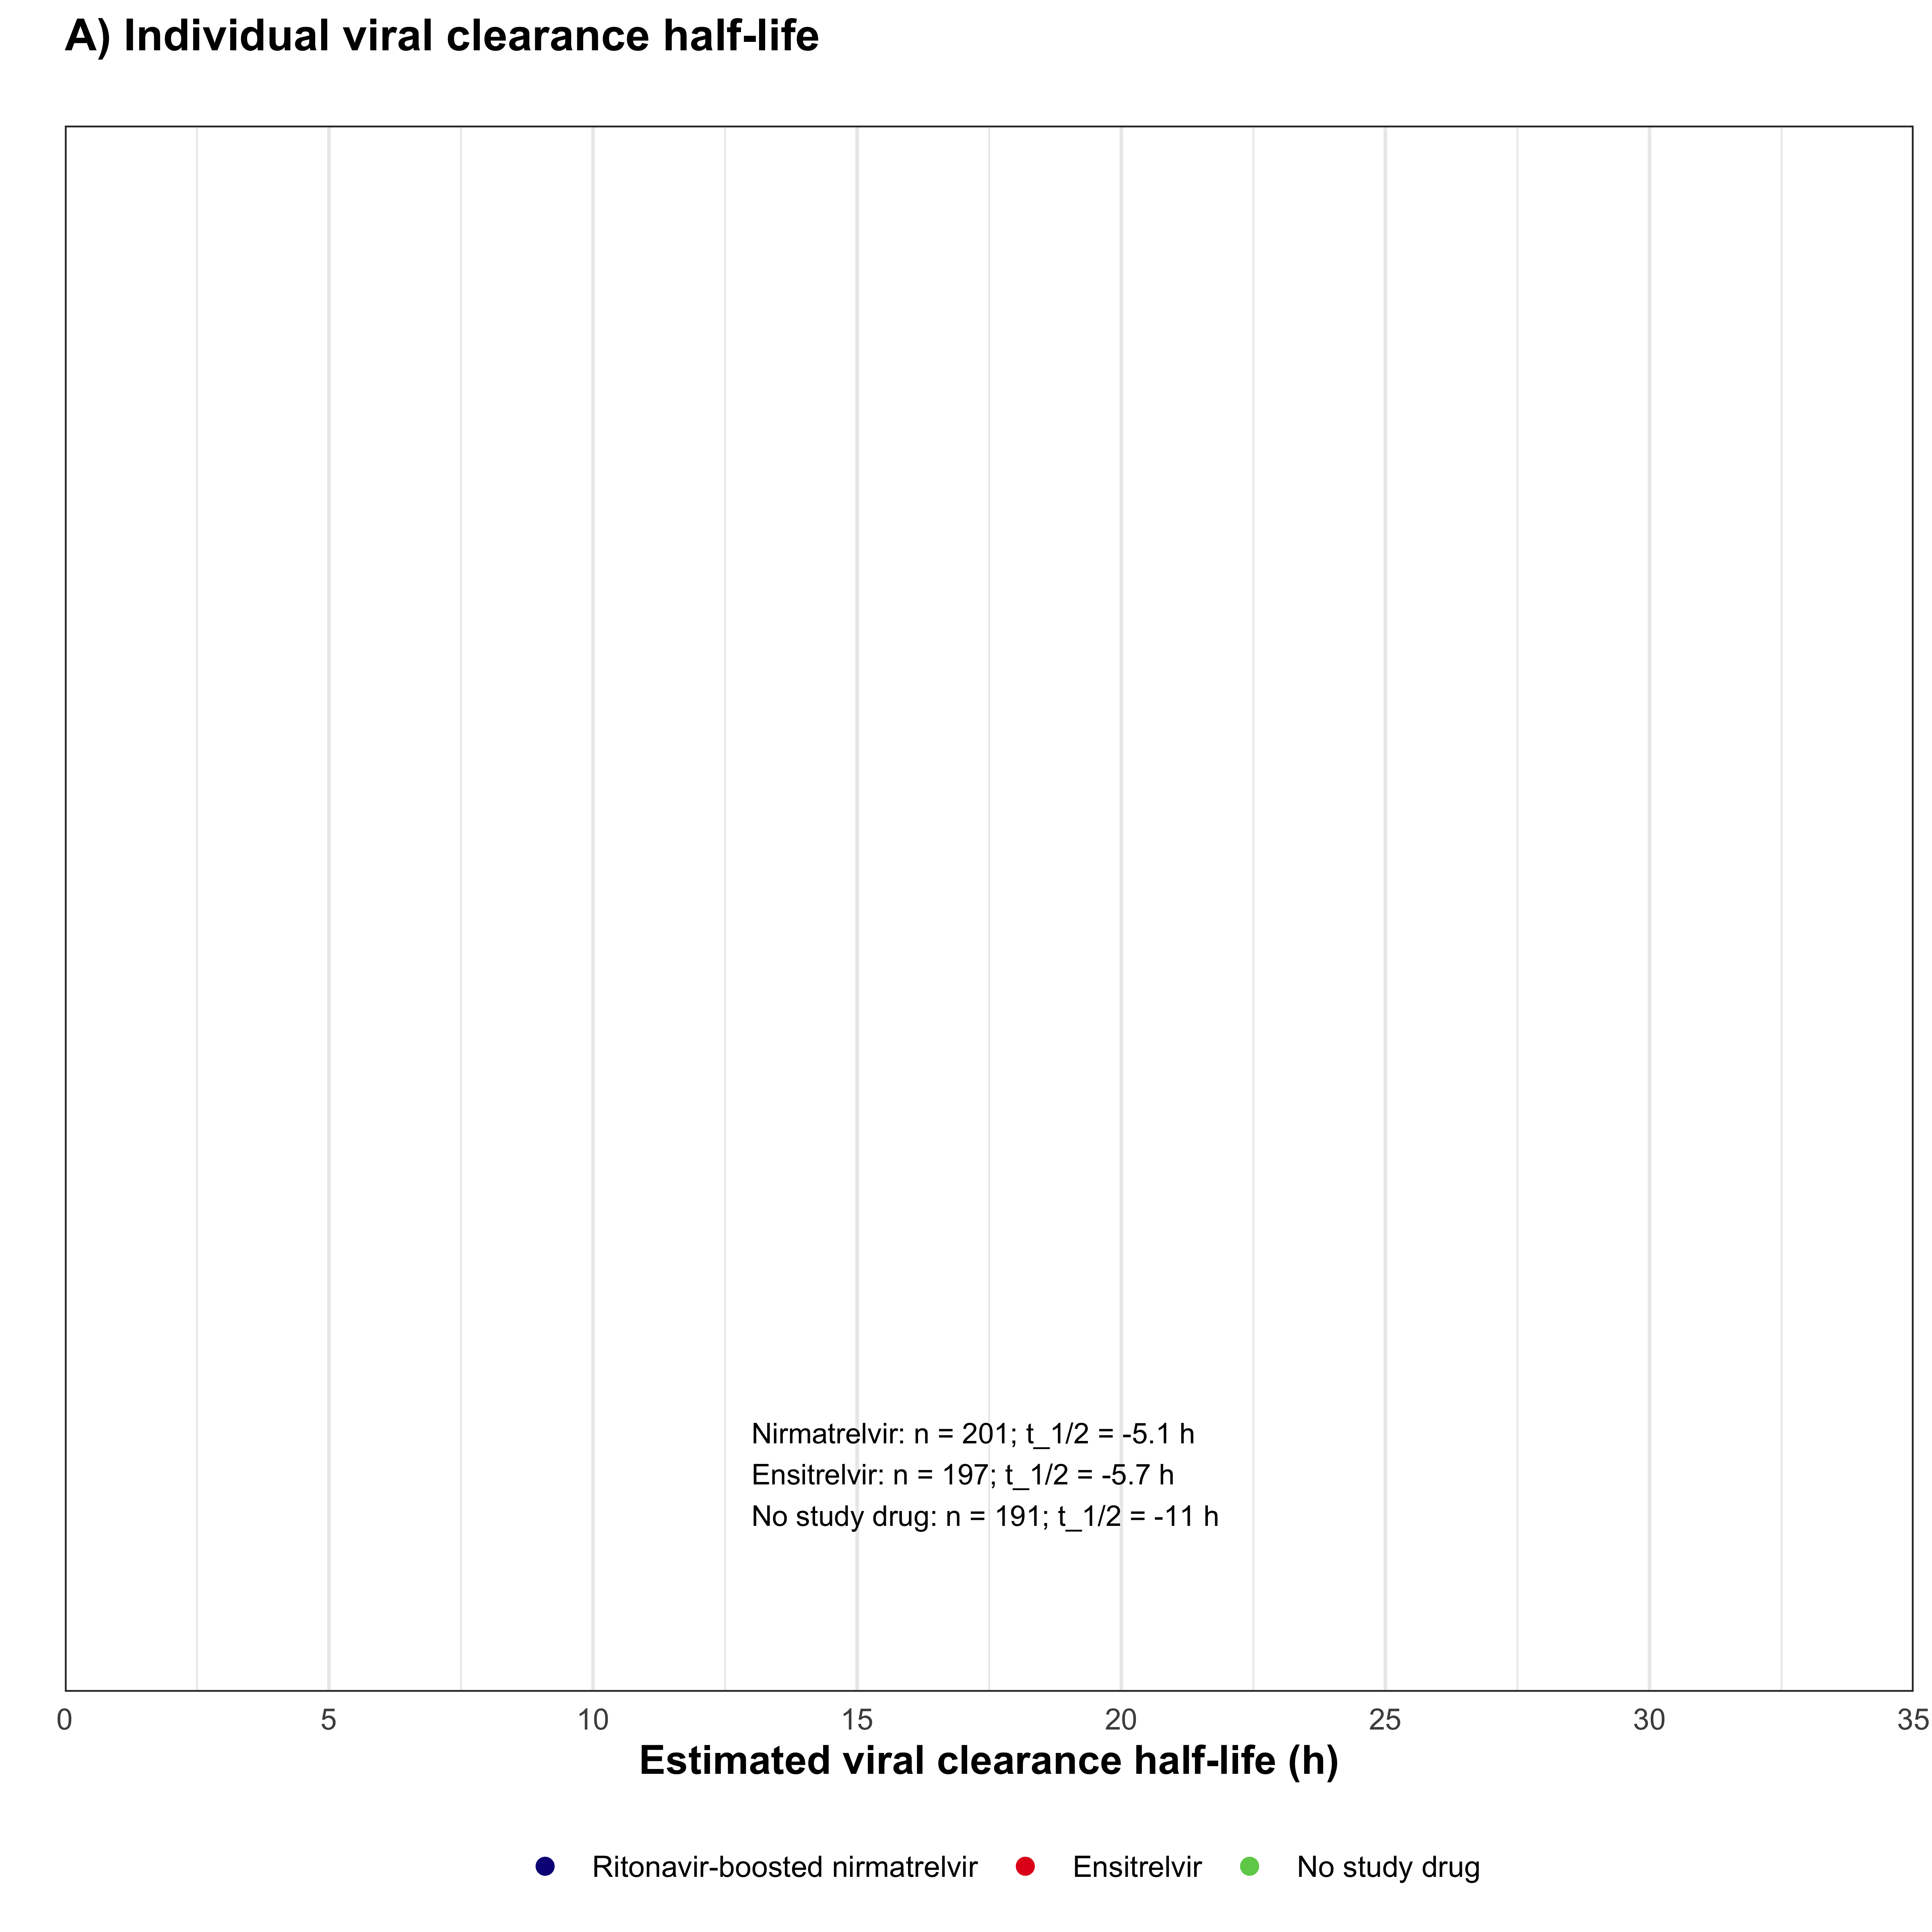 A) Individual viral clearance half-life
Nirmatrelvir: n = 201; t_1/2 = -5.1 h
Ensitrelvir: n = 197; t_1/2 = -5.7 h
No study drug: n = 191; t_1/2 = -11 h
0 5 10 15 20 25 30 35
Estimated viral clearance half-life (h)
Ritonavir-boosted nirmatrelvir Ensitrelvir No study drug